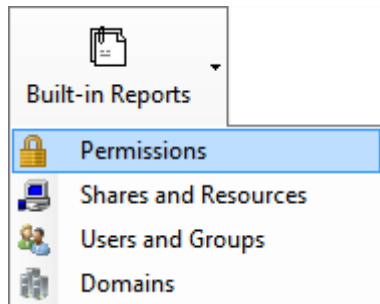 Built-in Reports
Permissions
Shares and Resources
Users and Groups
Domains